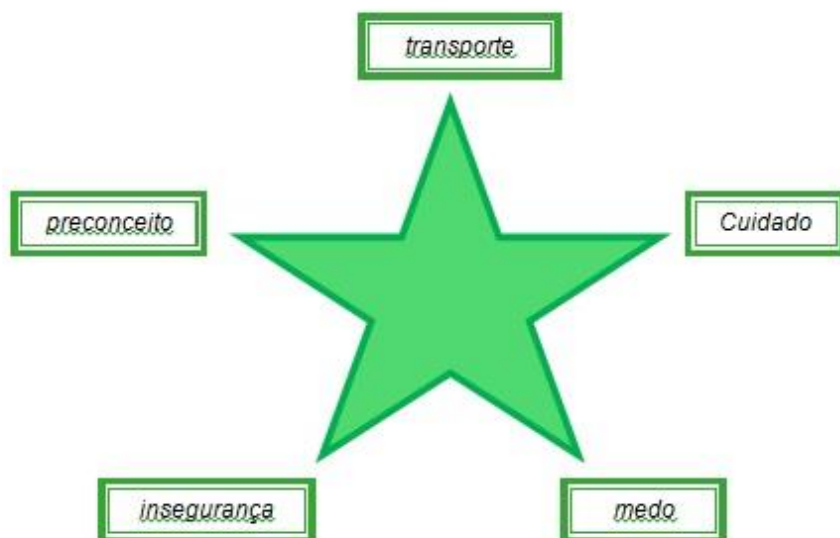 transporte
preconceito
Cuidado
insegurança
medo